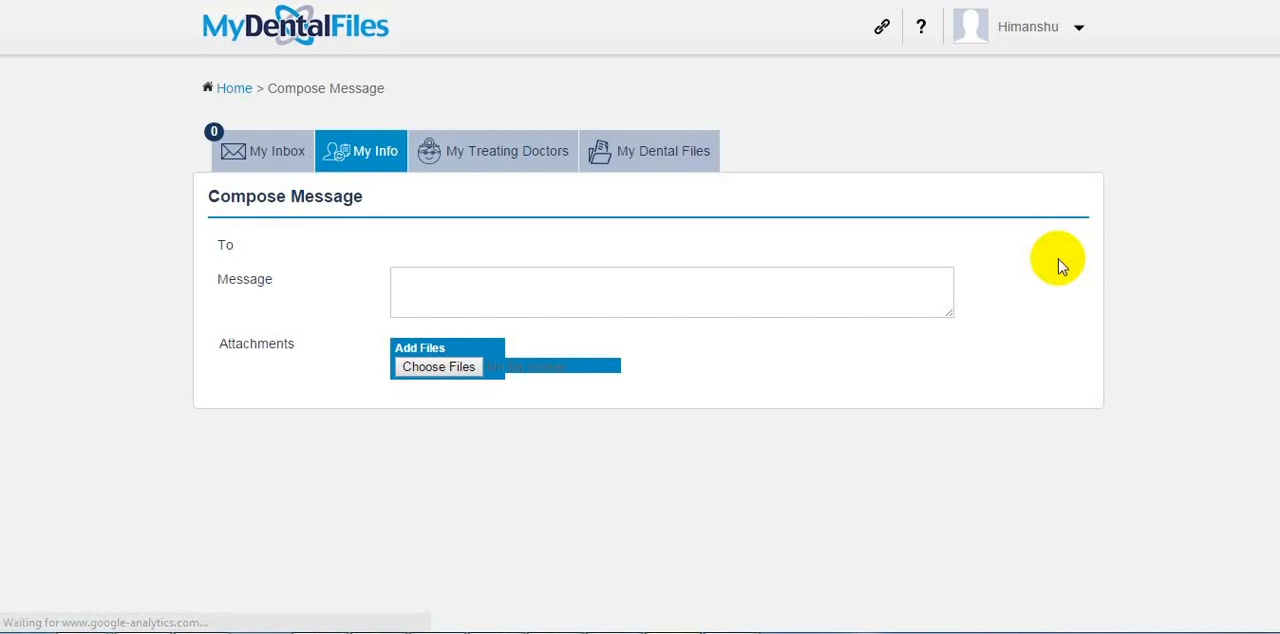 MyDentalFiles
?
Himanshu
Home > Compose Message
0
My Inbox
My Info
My Treating Doctors
My Dental Files
Compose Message
To
Message
Attachments
Add Files
Choose Files
Waiting for www.google-analytics.com...